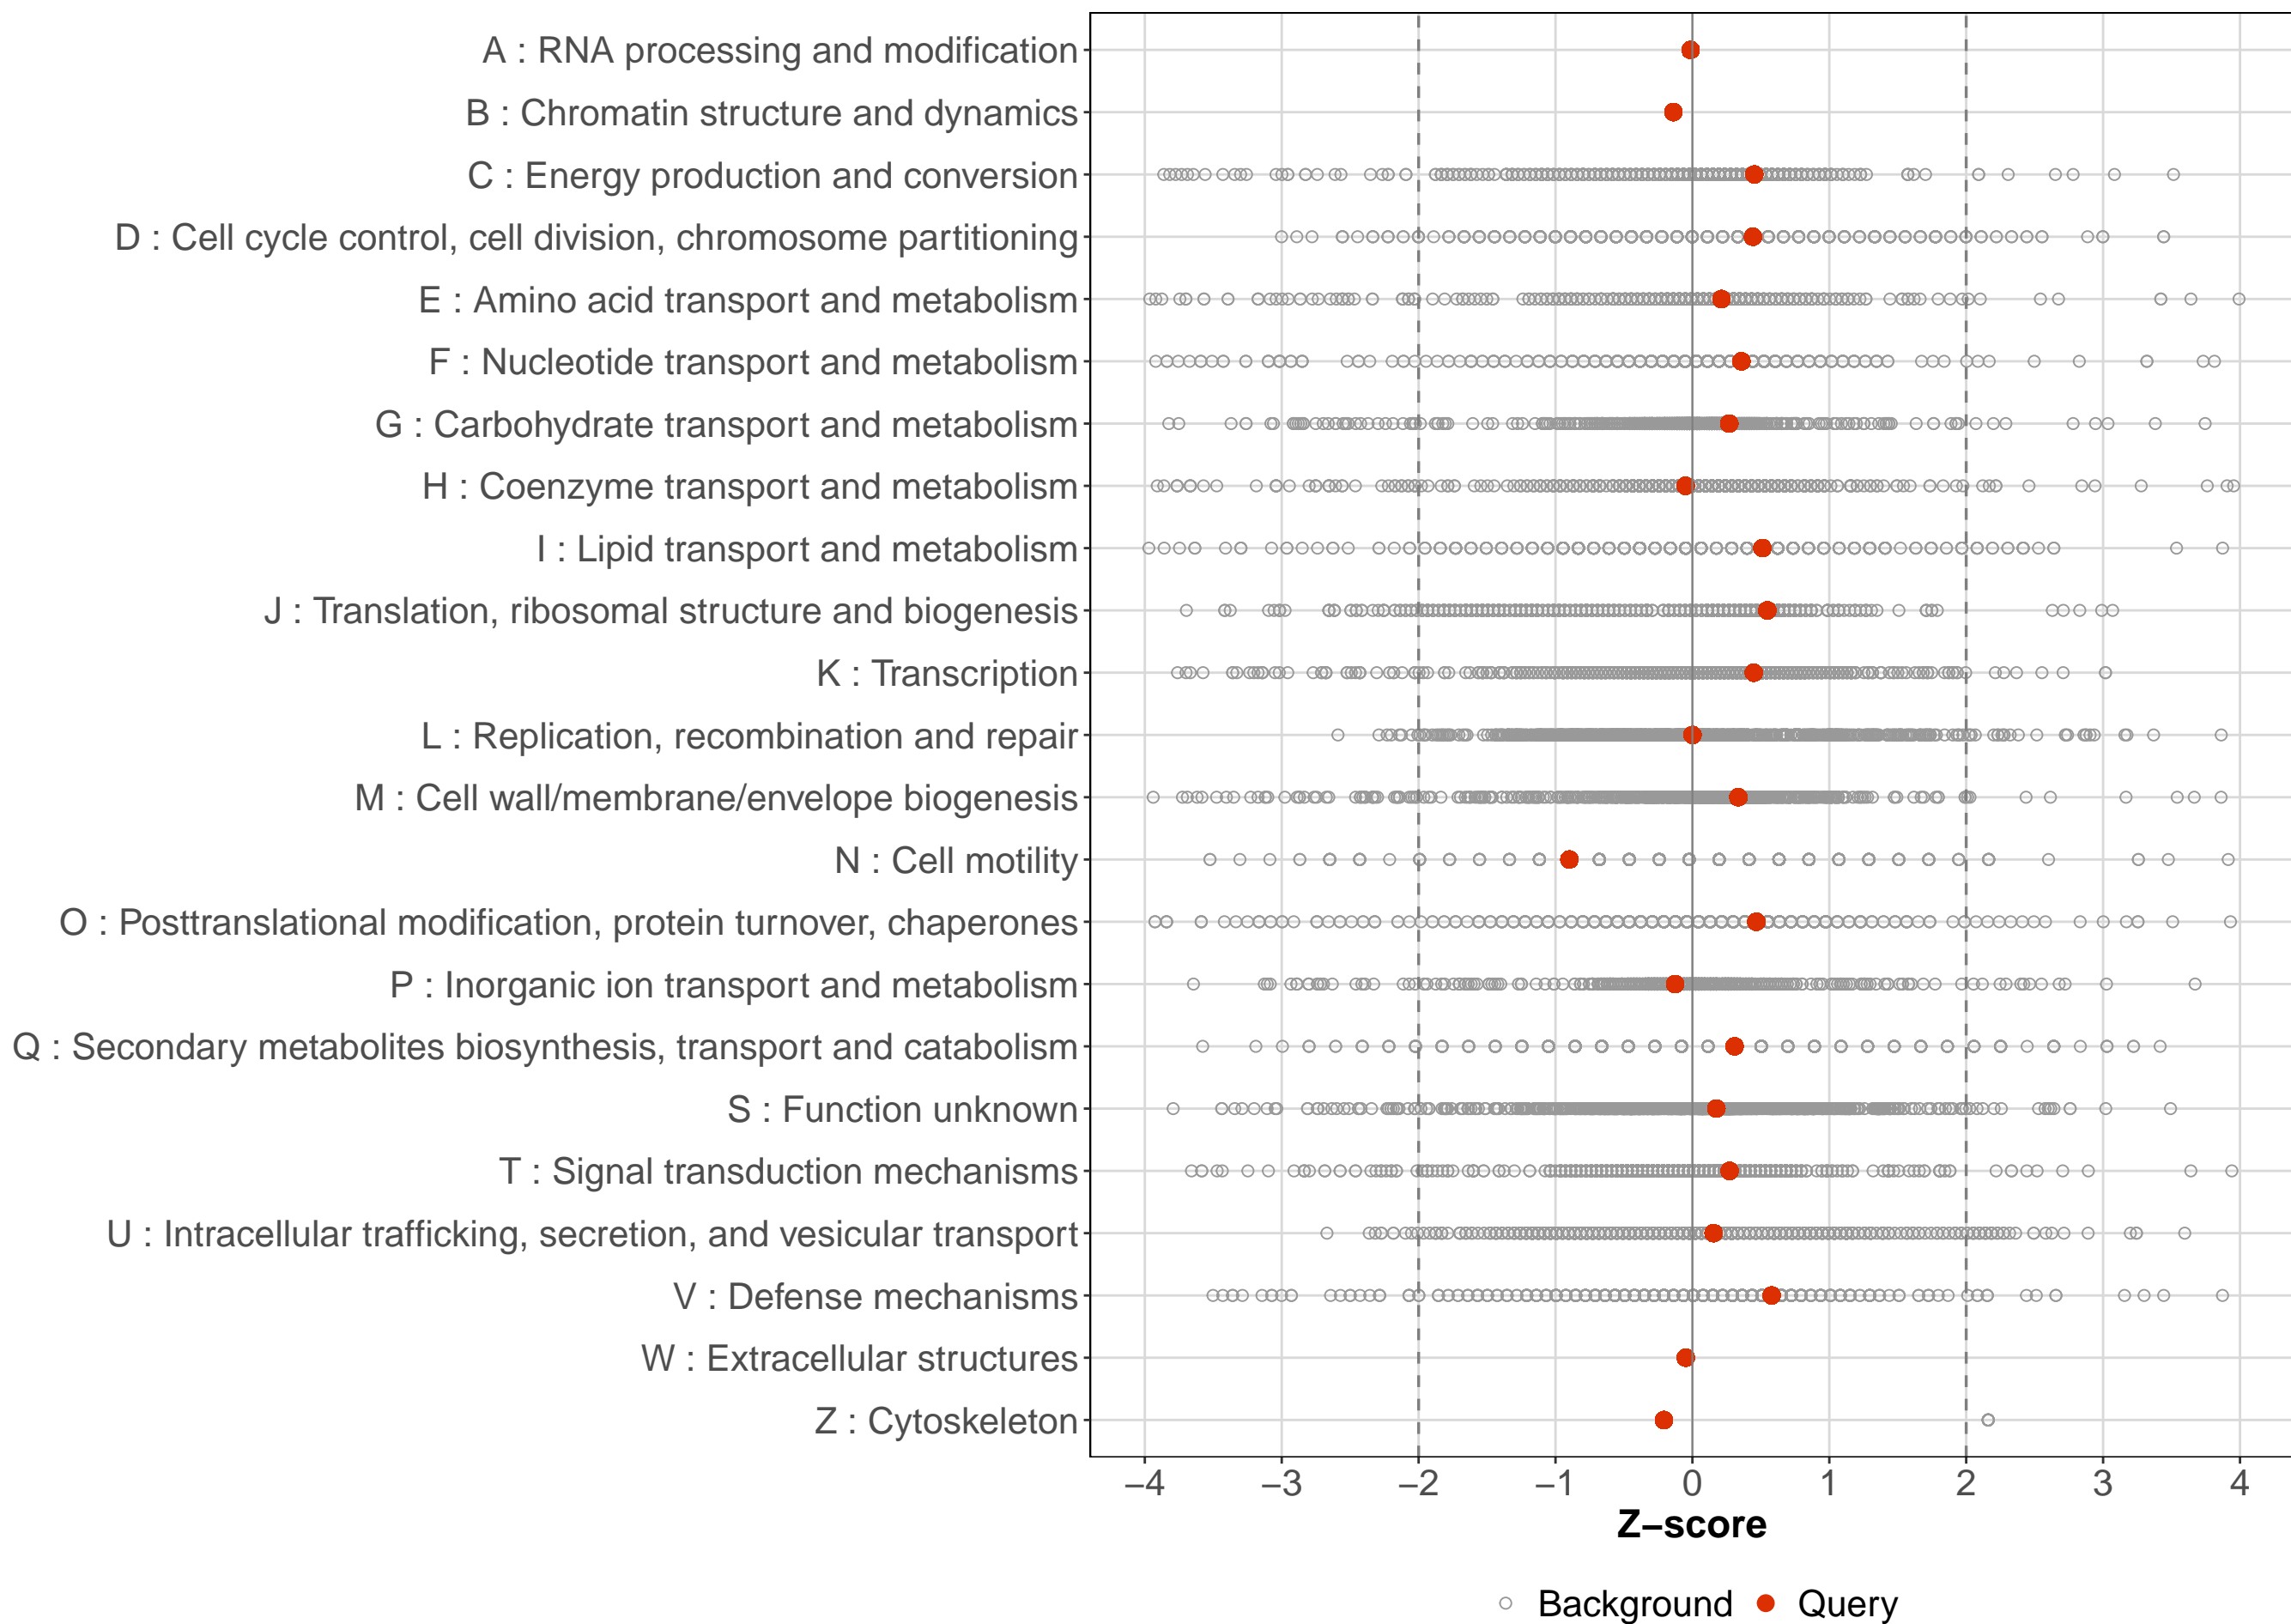 A : RNA processing and modification
B : Chromatin structure and dynamics
C : Energy production and conversion
D : Cell cycle control, cell division, chromosome partitioning
E : Amino acid transport and metabolism
F : Nucleotide transport and metabolism
G : Carbohydrate transport and metabolism
H : Coenzyme transport and metabolism
I : Lipid transport and metabolism
J : Translation, ribosomal structure and biogenesis
K : Transcription
L : Replication, recombination and repair
M : Cell wall/membrane/envelope biogenesis
N : Cell motility
O : Posttranslational modification, protein turnover, chaperones
P : Inorganic ion transport and metabolism
Q : Secondary metabolites biosynthesis, transport and catabolism
S : Function unknown
T : Signal transduction mechanisms
U : Intracellular trafficking, secretion, and vesicular transport
V : Defense mechanisms
W : Extracellular structures
Z : Cytoskeleton
−4 −3 −2 −1 0 1 2 3 4
Z−score
Background Query